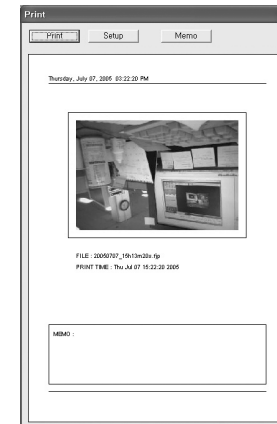 Print
Print Setup Memo
Thursday, July 07, 2005 03:22:20 PM
FILE : 20050707_15h13m20s.fjp
PRINT TIME : Thu Jul 07 15:22:20 2005
MEMO :